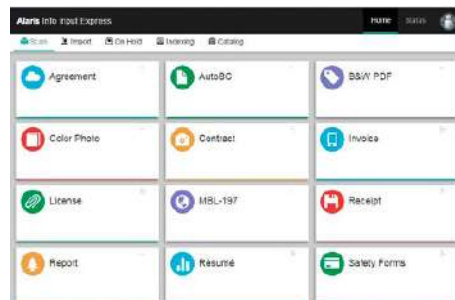 Alaris Info Input Express
Home Status
Scan Import On Hold Indexing Catalog
Agreement AutoBC B&W PDF
Color Photo Contract Invoice
License MBL-197 Receipt
Report Résumé Safety Forms